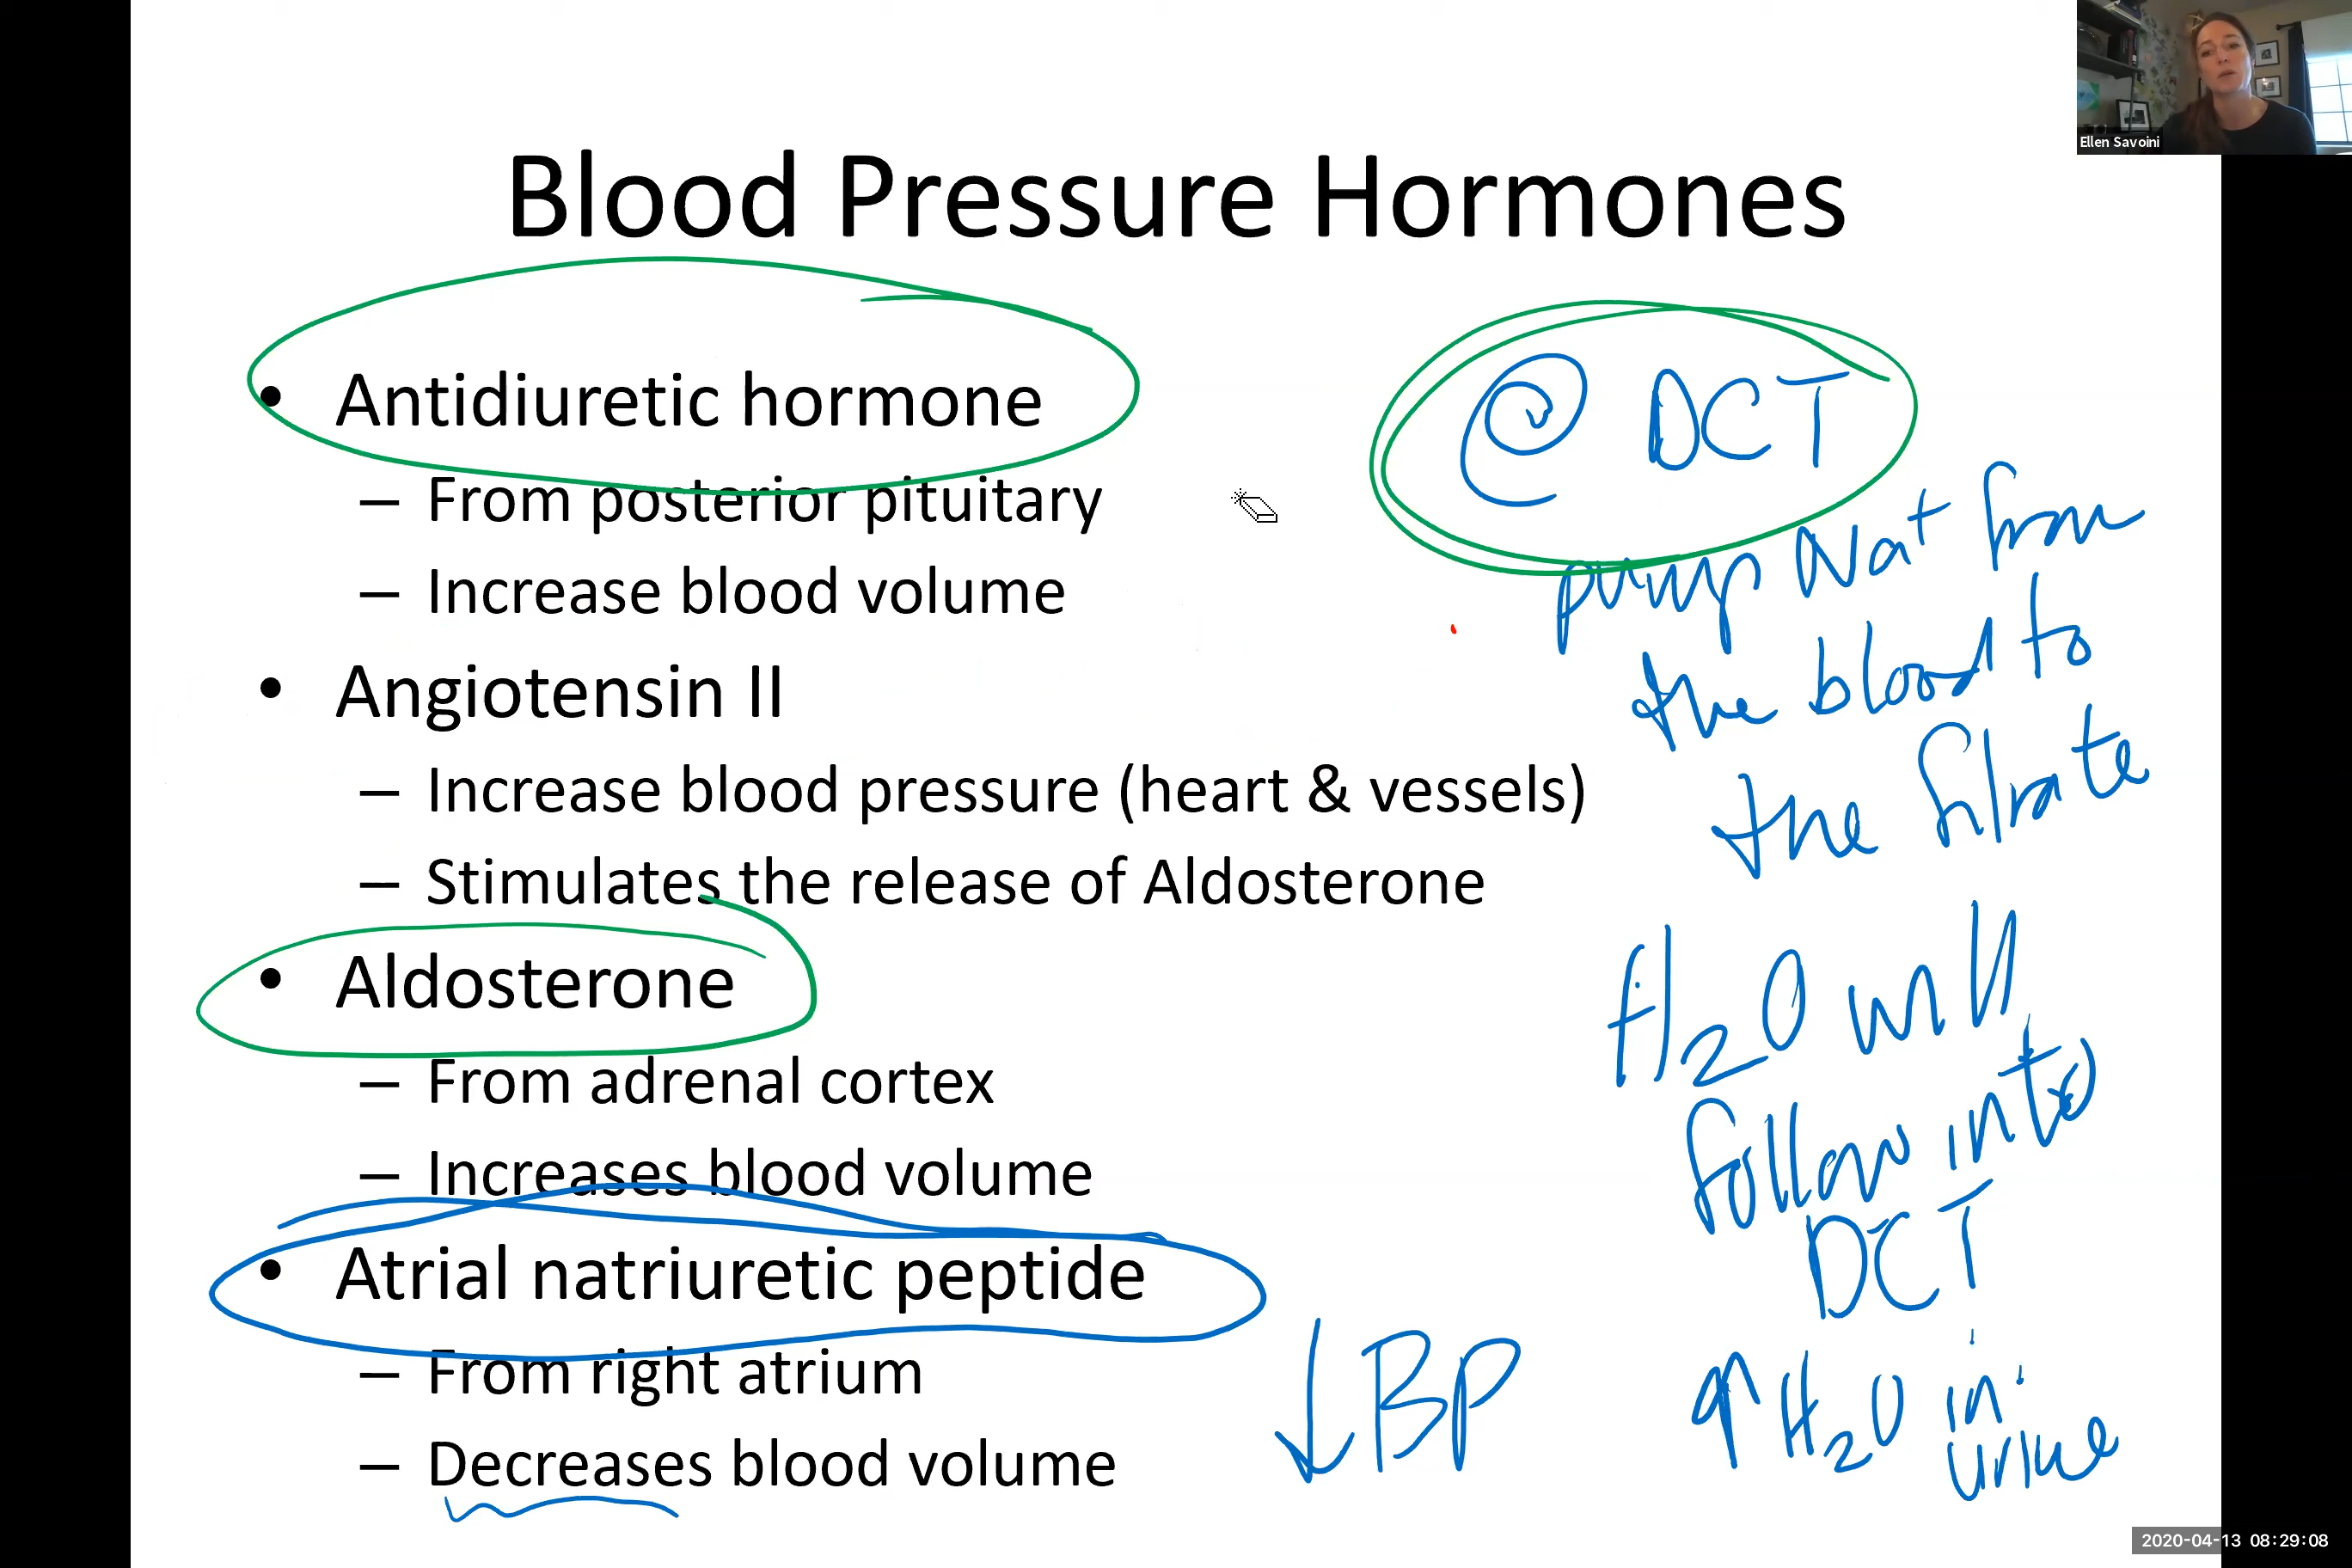 Ellen Savoini
Blood Pressure Hormones
• Antidiuretic hormone
– From posterior pituitary
– Increase blood volume
• Angiotensin II
– Increase blood pressure (heart & vessels)
– Stimulates the release of Aldosterone
• Aldosterone
– From adrenal cortex
– Increases blood volume
• Atrial natriuretic peptide
– From right atrium
– Decreases blood volume
↓BP
@ DCT
pump Na+ from
the blood to
the filrate
H2O will
follow into
DCT
↑ H2O in
urine
2020-04-13 08:29:08